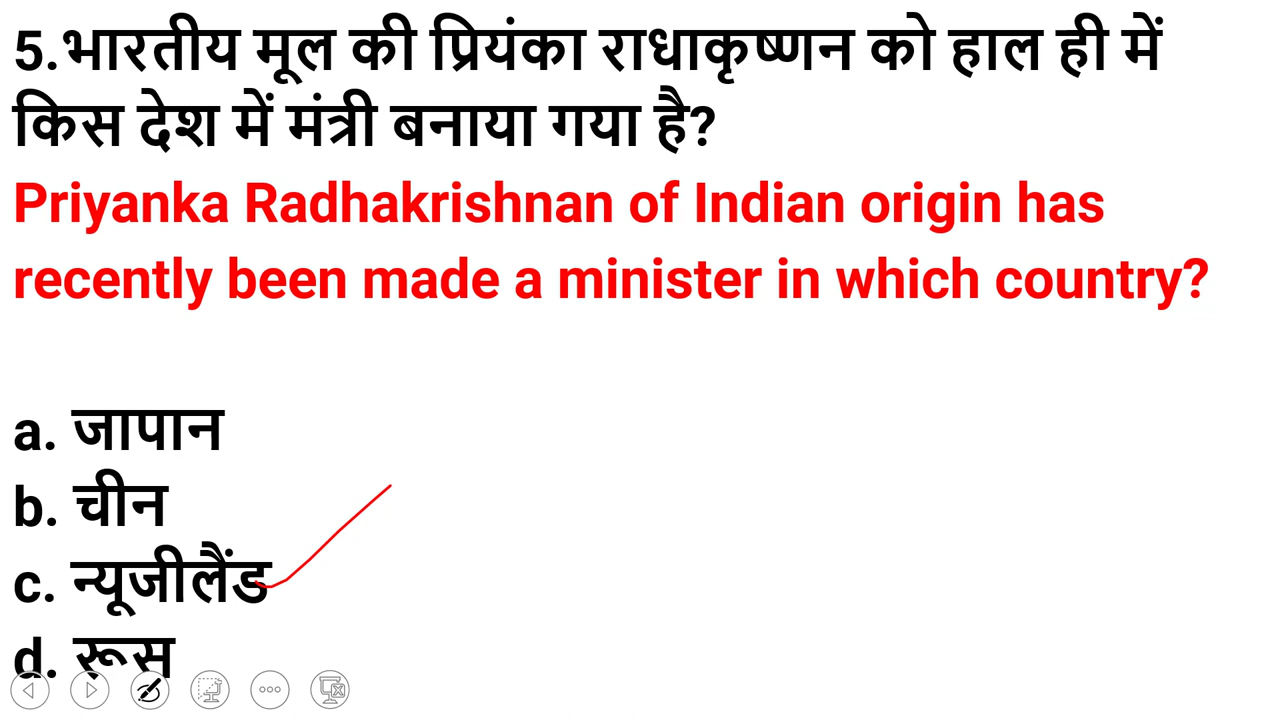 5.भारतीय मूल की प्रियंका राधाकृष्णन को हाल ही में
किस देश में मंत्री बनाया गया है?
Priyanka Radhakrishnan of Indian origin has
recently been made a minister in which country?
a. जापान
b. चीन
c. न्यूजीलैंड
d. रूस